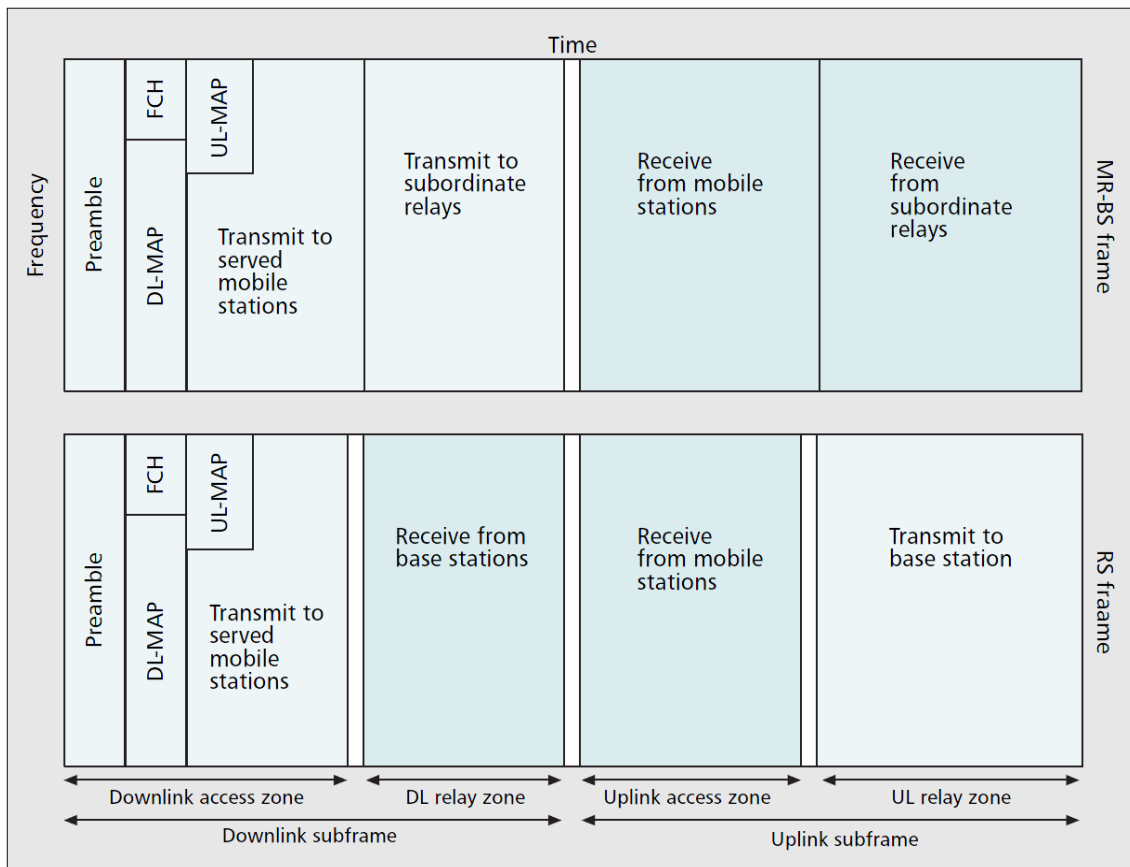 Time
Frequency
Preamble
FCH
DL-MAP
UL-MAP
Transmit to
served
mobile
stations
Transmit to
subordinate
relays
Receive
from mobile
stations
Receive
from
subordinate
relays
MR-BS frame
Preamble
FCH
DL-MAP
UL-MAP
Transmit to
served
mobile
stations
Receive from
base stations
Receive
from mobile
stations
Transmit to
base station
RS fraame
Downlink access zone
DL relay zone
Uplink access zone
UL relay zone
Downlink subframe
Uplink subframe